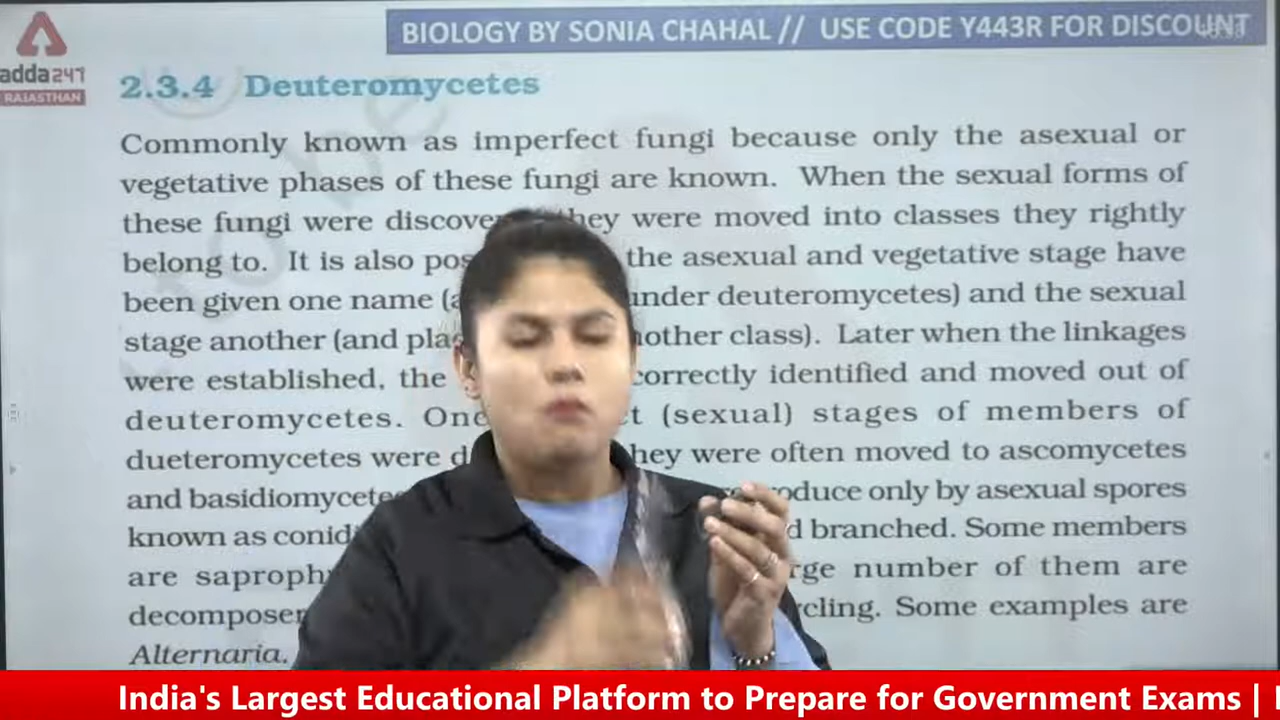 BIOLOGY BY SONIA CHAHAL // USE CODE Y443R FOR DISCOUNT
adda247
RAJASTHAN
2.3.4 Deuteromycetes
Commonly known as imperfect fungi because only the asexual or
vegetative phases of these fungi are known. When the sexual forms of
these fungi were discove they were moved into classes they rightly
belong to. It is also pos the asexual and vegetative stage have
been given one name ( under deuteromycetes) and the sexual
stage another (and pla nother class). Later when the linkages
were established, the correctly identified and moved out of
deuteromycetes. Onc ct (sexual) stages of members of
dueteromycetes were d hey were often moved to ascomycetes
and basidiomycete oduce only by asexual spores
known as conid d branched. Some members
are saproph rge number of them are
decomposer cling. Some examples are
Alternaria,
India's Largest Educational Platform to Prepare for Government Exams |